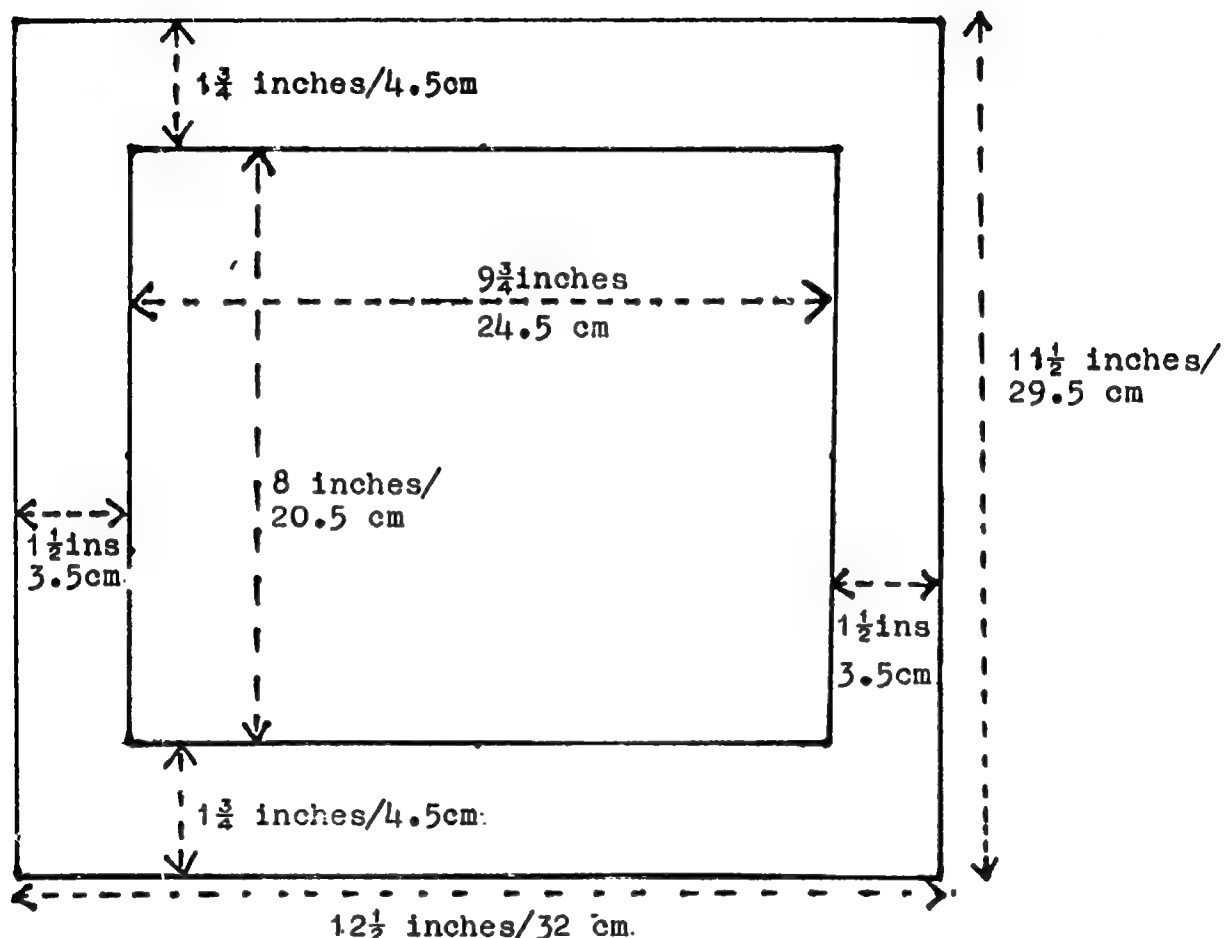 1¾ inches/4.5cm
9¾inches
24.5 cm
11½ inches/
29.5 cm
8 inches/
20.5 cm
1½ins
3.5cm
1½ins
3.5cm
1¾ inches/4.5cm
12½ inches/32 cm.